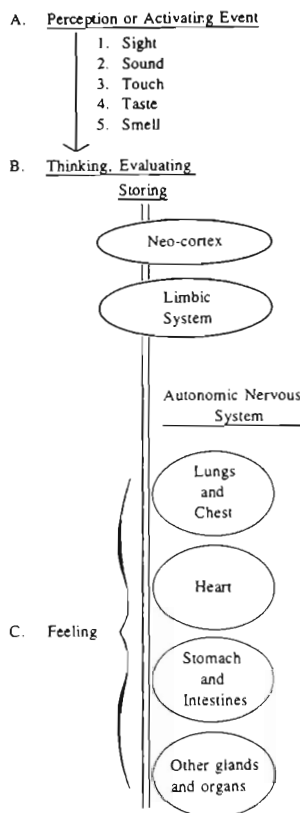 A. Perception or Activating Event
1. Sight
2. Sound
3. Touch
4. Taste
5. Smell
B. Thinking, Evaluating
Storing
Neo-cortex
Limbic
System
Autonomic Nervous
System
Lungs
and
Chest
Heart
C. Feeling
Stomach
and
Intestines
Other glands
and organs